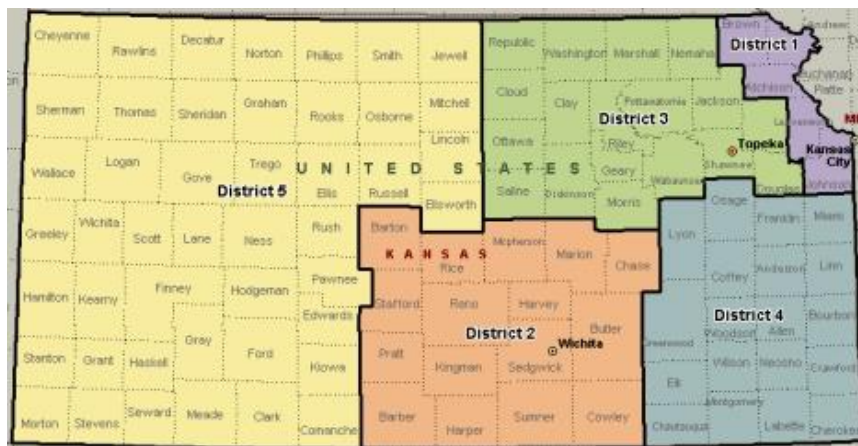 Cheyenne
Rawlins
Decatur
Norton
Phillips
Smith
Jewell
Republic
Washington
Marshall
Nemaha
Brown
District 1
Sherman
Thomas
Sheridan
Graham
Rooks
Osborne
Mitchell
Cloud
Clay
Pottawatomie
Jackson
Atchison
Buchanan
Platte
Lincoln
Ottawa
District 3
Riley
Topeka
Leavenworth
Kansas
City
Wallace
Logan
Gove
Trego
UNITED STATES
District 5
Ellis
Russell
Ellsworth
Saline
Dickinson
Geary
Morris
Wabaunsee
Shawnee
Douglas
Johnson
Greeley
Wichita
Scott
Lane
Ness
Rush
Barton
KANSAS
Rice
Mcpherson
Marion
Chase
Lyon
Osage
Franklin
Miami
Hamilton
Kearny
Finney
Hodgeman
Pawnee
Edwards
Stafford
Reno
Harvey
Butler
Coffey
Anderson
Linn
District 2
District 4
Stanton
Grant
Haskell
Gray
Ford
Kiowa
Pratt
Kingman
Sedgwick
Wichita
Greenwood
Woodson
Allen
Bourbon
Elk
Wilson
Neosho
Crawford
Morton
Stevens
Seward
Meade
Clark
Comanche
Barber
Harper
Sumner
Cowley
Chautauqua
Montgomery
Labette
Cherokee